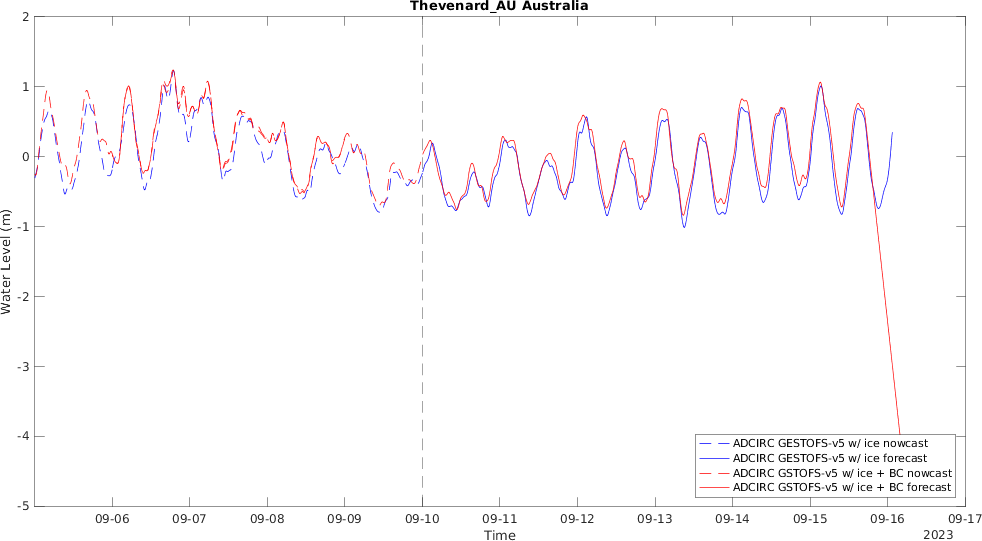 Thevenard_AU Australia
Water Level (m)
2
1
0
-1
-2
-3
-4
-5
ADCIRC GESTOFS-v5 w/ ice nowcast
ADCIRC GESTOFS-v5 w/ ice forecast
ADCIRC GSTOFS-v5 w/ ice + BC nowcast
ADCIRC GSTOFS-v5 w/ ice + BC forecast
09-06 09-07 09-08 09-09 09-10 09-11 09-12 09-13 09-14 09-15 09-16 09-17
Time
2023